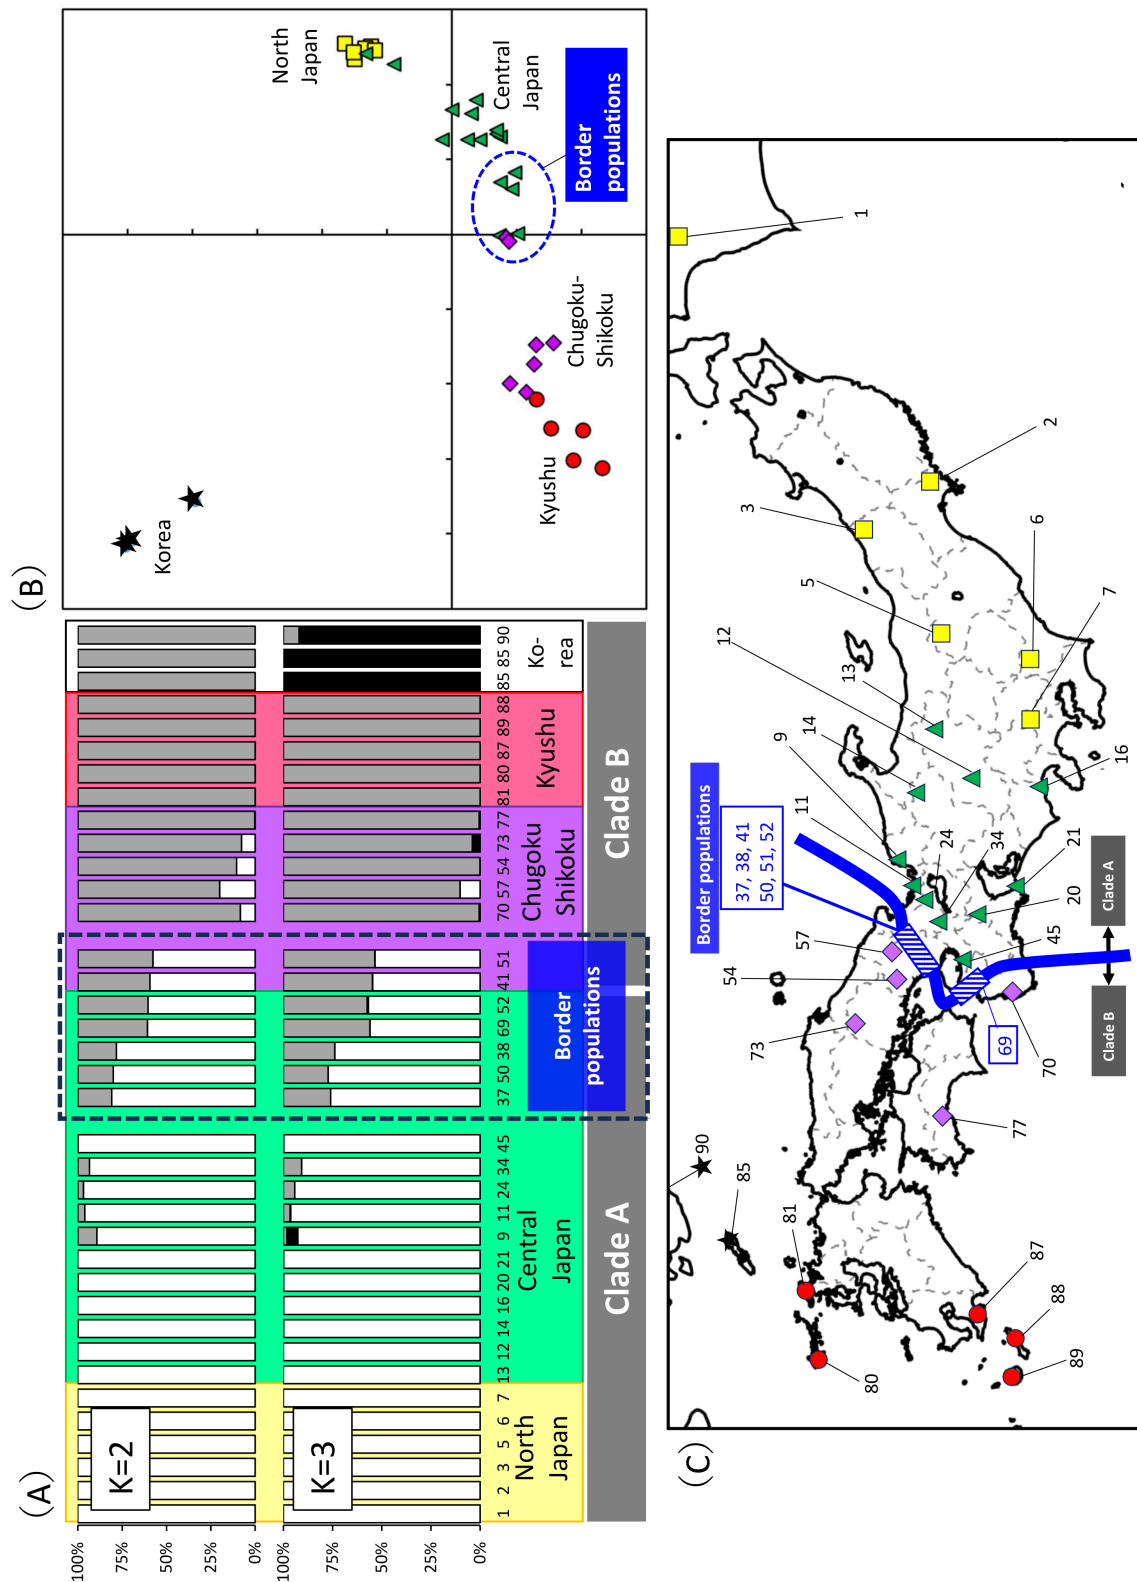 (A)
100%
75%
50%
25%
0%
K=2
100%
75%
50%
25%
0%
K=3
1 2 3 5 6 7 13 12 14 16 20 21 9 11 24 34 45 37 50 38 69 52 41 51 70 57 54 73 77 81 80 87 89 88 85 85 90
North
Japan
Central
Japan
Border
populations
Chugoku
Shikoku
Kyushu
Ko-
rea
Clade A
Clade B
(B)
Korea
North
Japan
Central
Japan
Border
populations
Chugoku-
Shikoku
Kyushu
(C)
Border populations
37, 38, 41
50, 51, 52
90
85
81
80
89
88
87
77
73
54
57
69
70
45
20
21
34
24
11
9
14
13
12
16
5
3
7
6
2
1
Clade B
Clade A